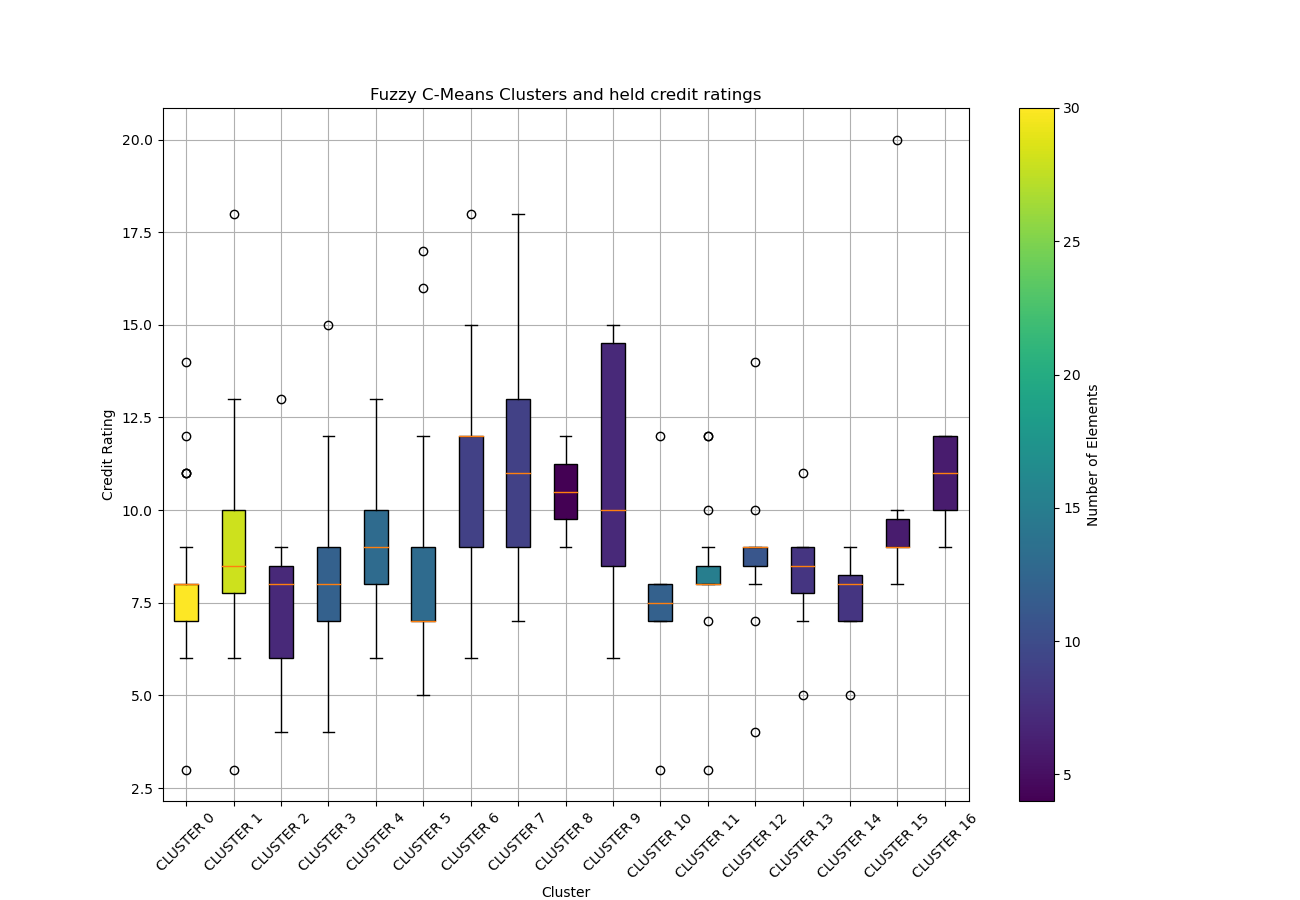 Fuzzy C-Means Clusters and held credit ratings
20.0
17.5
15.0
12.5
10.0
7.5
5.0
2.5
Credit Rating
CLUSTER 0
CLUSTER 1
CLUSTER 2
CLUSTER 3
CLUSTER 4
CLUSTER 5
CLUSTER 6
CLUSTER 7
CLUSTER 8
CLUSTER 9
CLUSTER 10
CLUSTER 11
CLUSTER 12
CLUSTER 13
CLUSTER 14
CLUSTER 15
CLUSTER 16
Cluster
30
25
20
15
10
5
Number of Elements